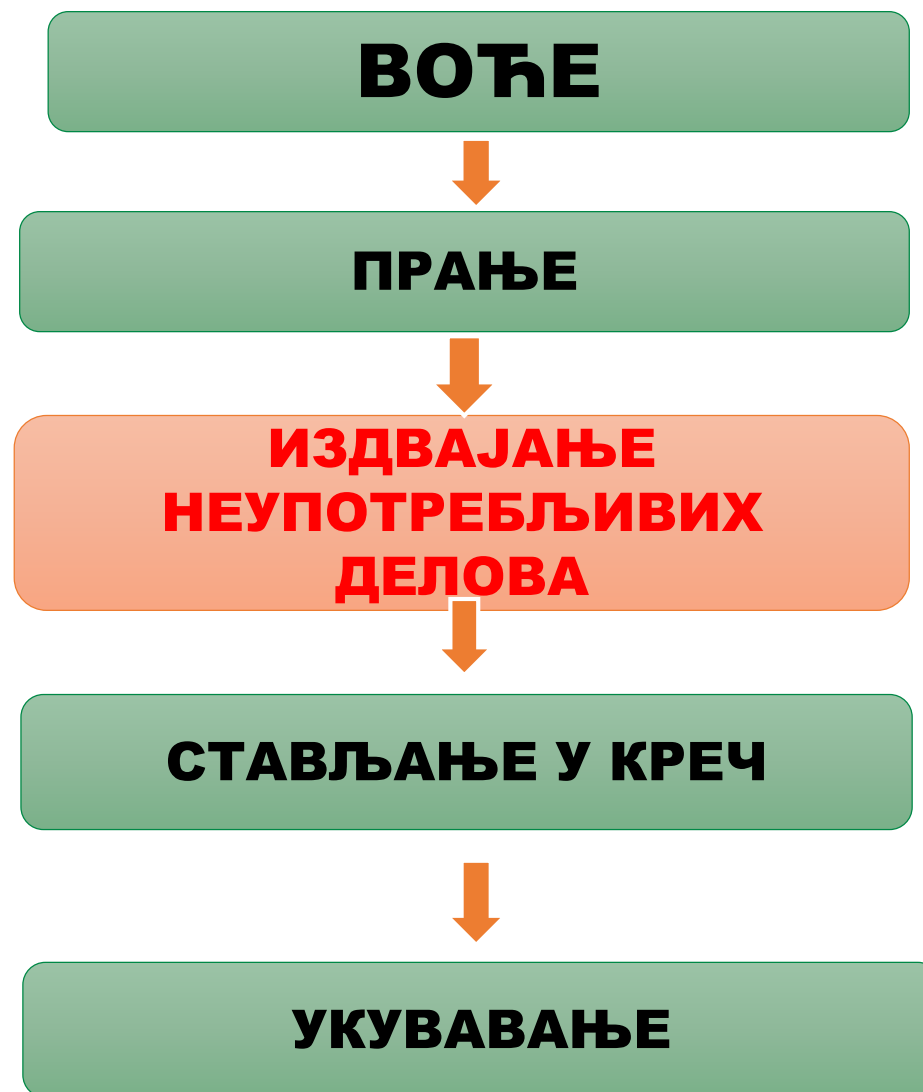 ВОЋЕ
ПРАЊЕ
ИЗДВАЈАЊЕ
НЕУПОТРЕБЉИВИХ
ДЕЛОВА
СТАВЉАЊЕ У КРЕЧ
УКУВАВАЊЕ